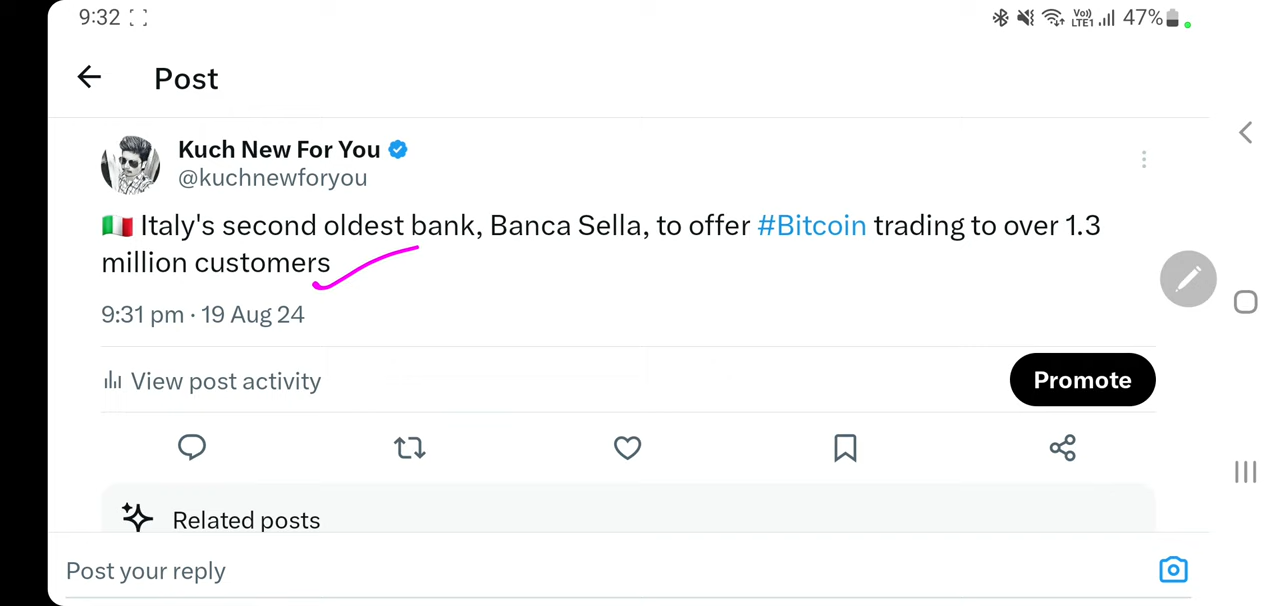 9:32 Vo)) LTE1 47%
Post
Kuch New For You
@kuchnewforyou
🇮🇹 Italy's second oldest bank, Banca Sella, to offer #Bitcoin trading to over 1.3
million customers
9:31 pm · 19 Aug 24
View post activity
Promote
Related posts
Post your reply